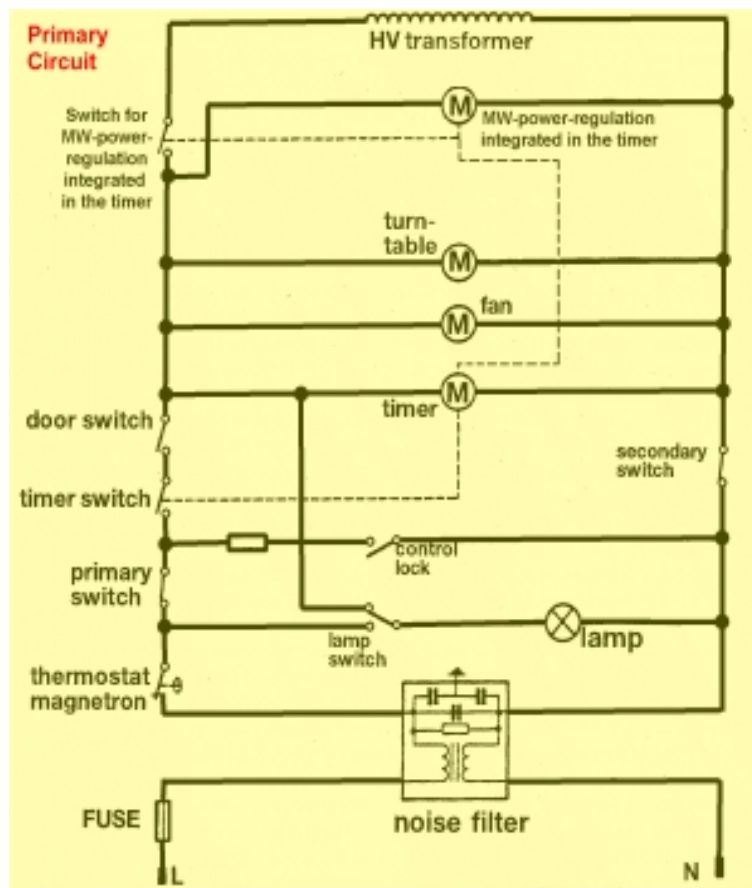 Primary
Circuit
HV transformer
Switch for
MW-power-
regulation
integrated
in the timer
M
MW-power-regulation
integrated in the timer
turn-
table
M
fan
M
timer
M
door switch
secondary
switch
timer switch
control
lock
primary
switch
lamp
switch
lamp
thermostat
magnetron
FUSE
noise filter
L
N